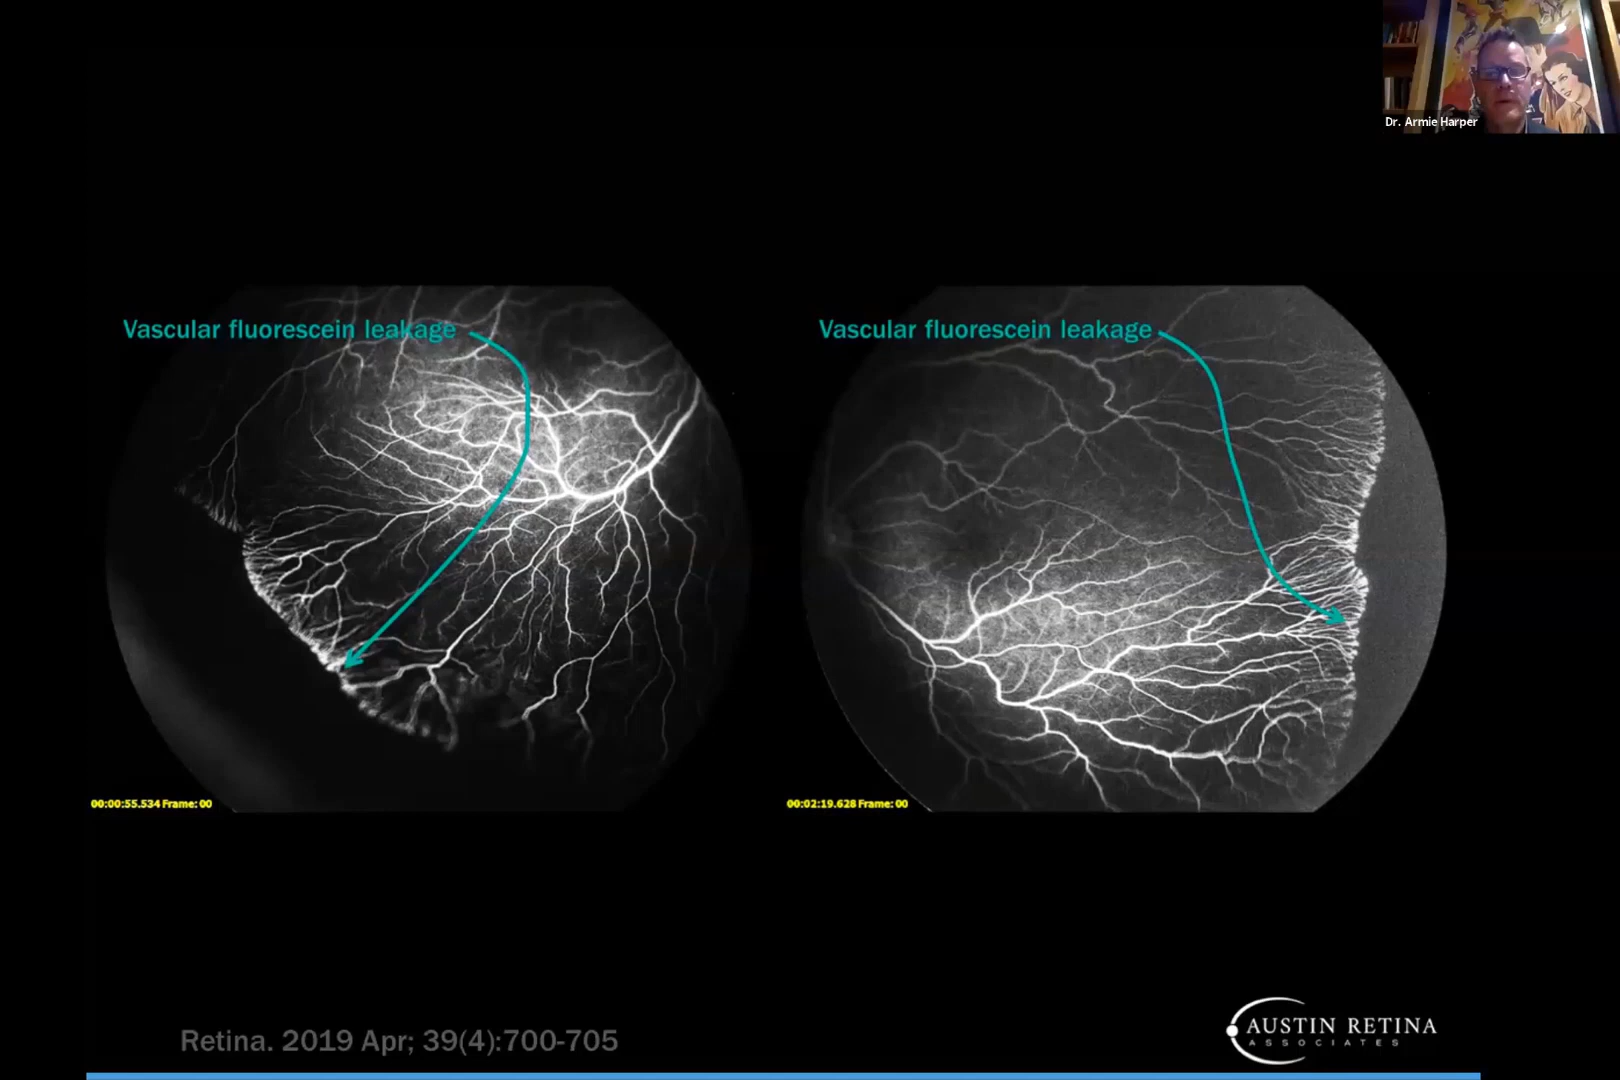 Dr. Armie Harper
Vascular fluorescein leakage
Vascular fluorescein leakage
00:00:55.534 Frame: 00
00:02:19.628 Frame: 00
Retina. 2019 Apr; 39(4):700-705
AUSTIN RETINA
ASSOCIATES